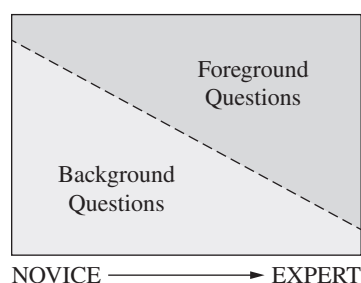 Foreground
Questions
Background
Questions
NOVICE EXPERT